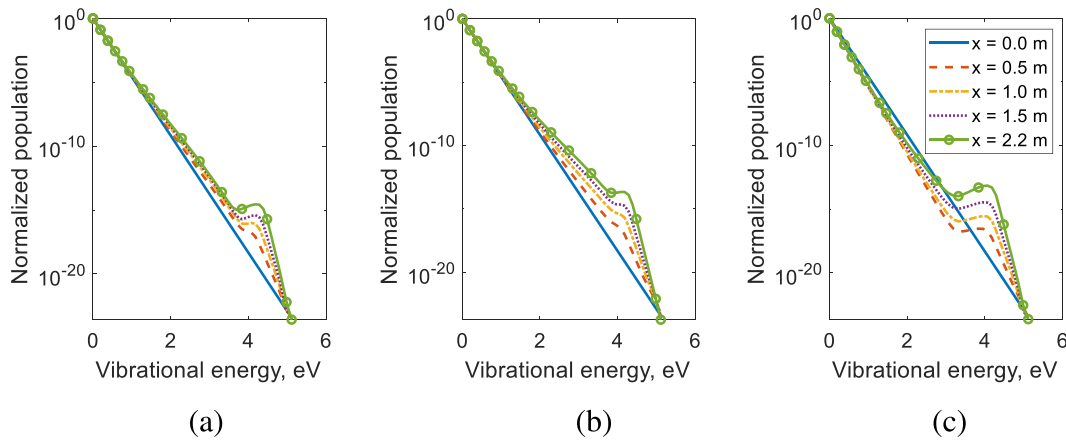 10^0
10^-10
10^-20
Normalized population
0 2 4 6
Vibrational energy, eV
(a)
10^0
10^-10
10^-20
Normalized population
0 2 4 6
Vibrational energy, eV
(b)
10^0
10^-10
10^-20
Normalized population
x = 0.0 m
x = 0.5 m
x = 1.0 m
x = 1.5 m
x = 2.2 m
0 2 4 6
Vibrational energy, eV
(c)